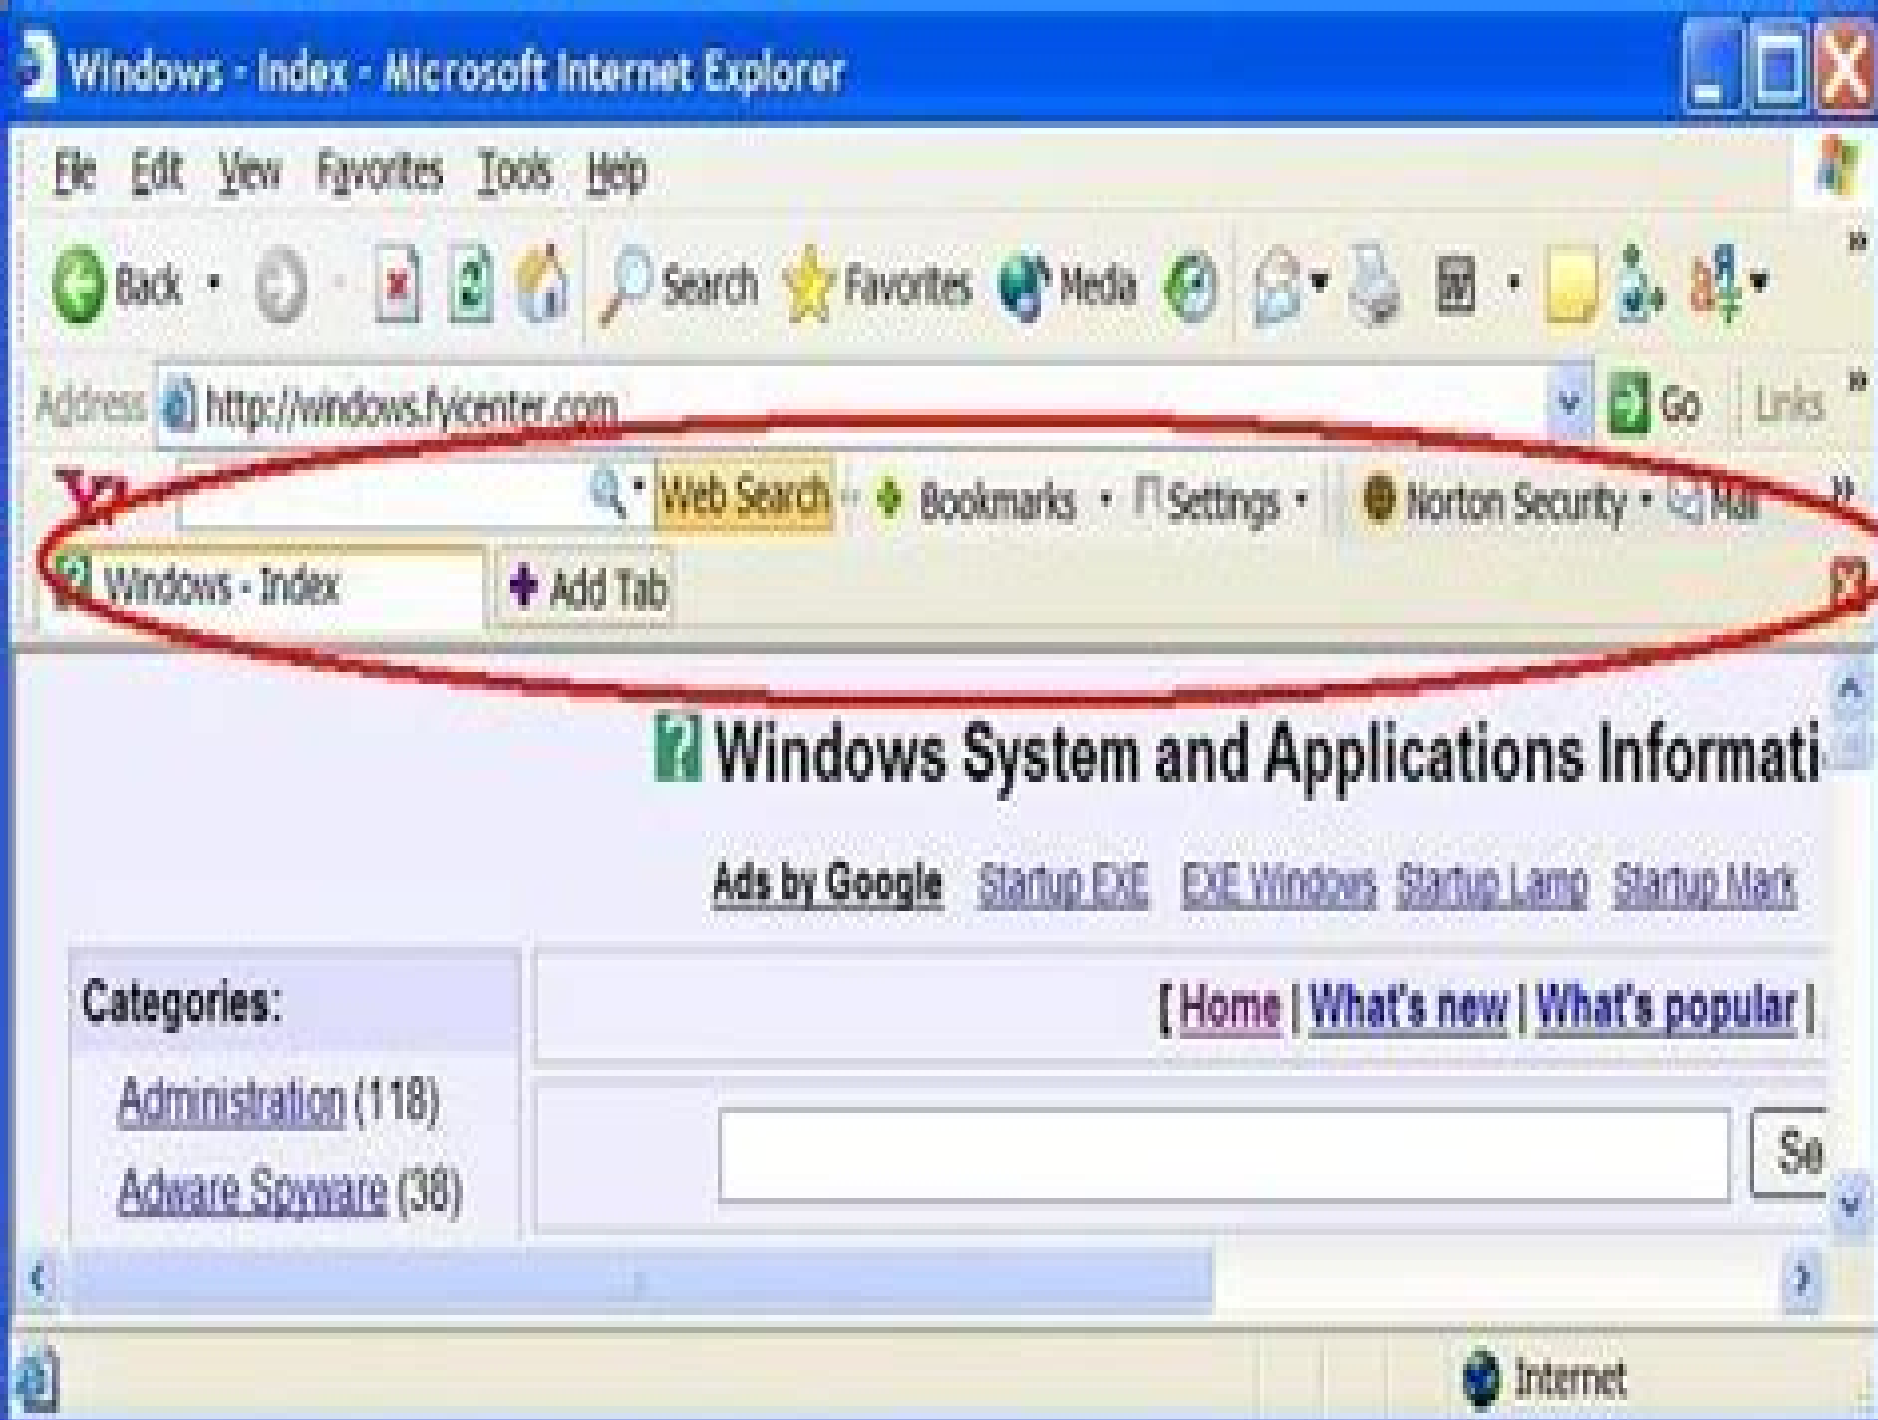 Windows - Index - Microsoft Internet Explorer
File Edit View Favorites Tools Help
Back Search Favorites Media
Address http://windows.fyicenter.com Go Links
Y! Web Search Bookmarks Settings Norton Security Mail
Windows - Index Add Tab
Windows System and Applications Informati
Ads by Google Startup EXE EXE Windows Startup Lamp Startup Mark
Categories:
[ Home | What's new | What's popular |
Administration (118)
Se
Adware Spyware (38)
Internet